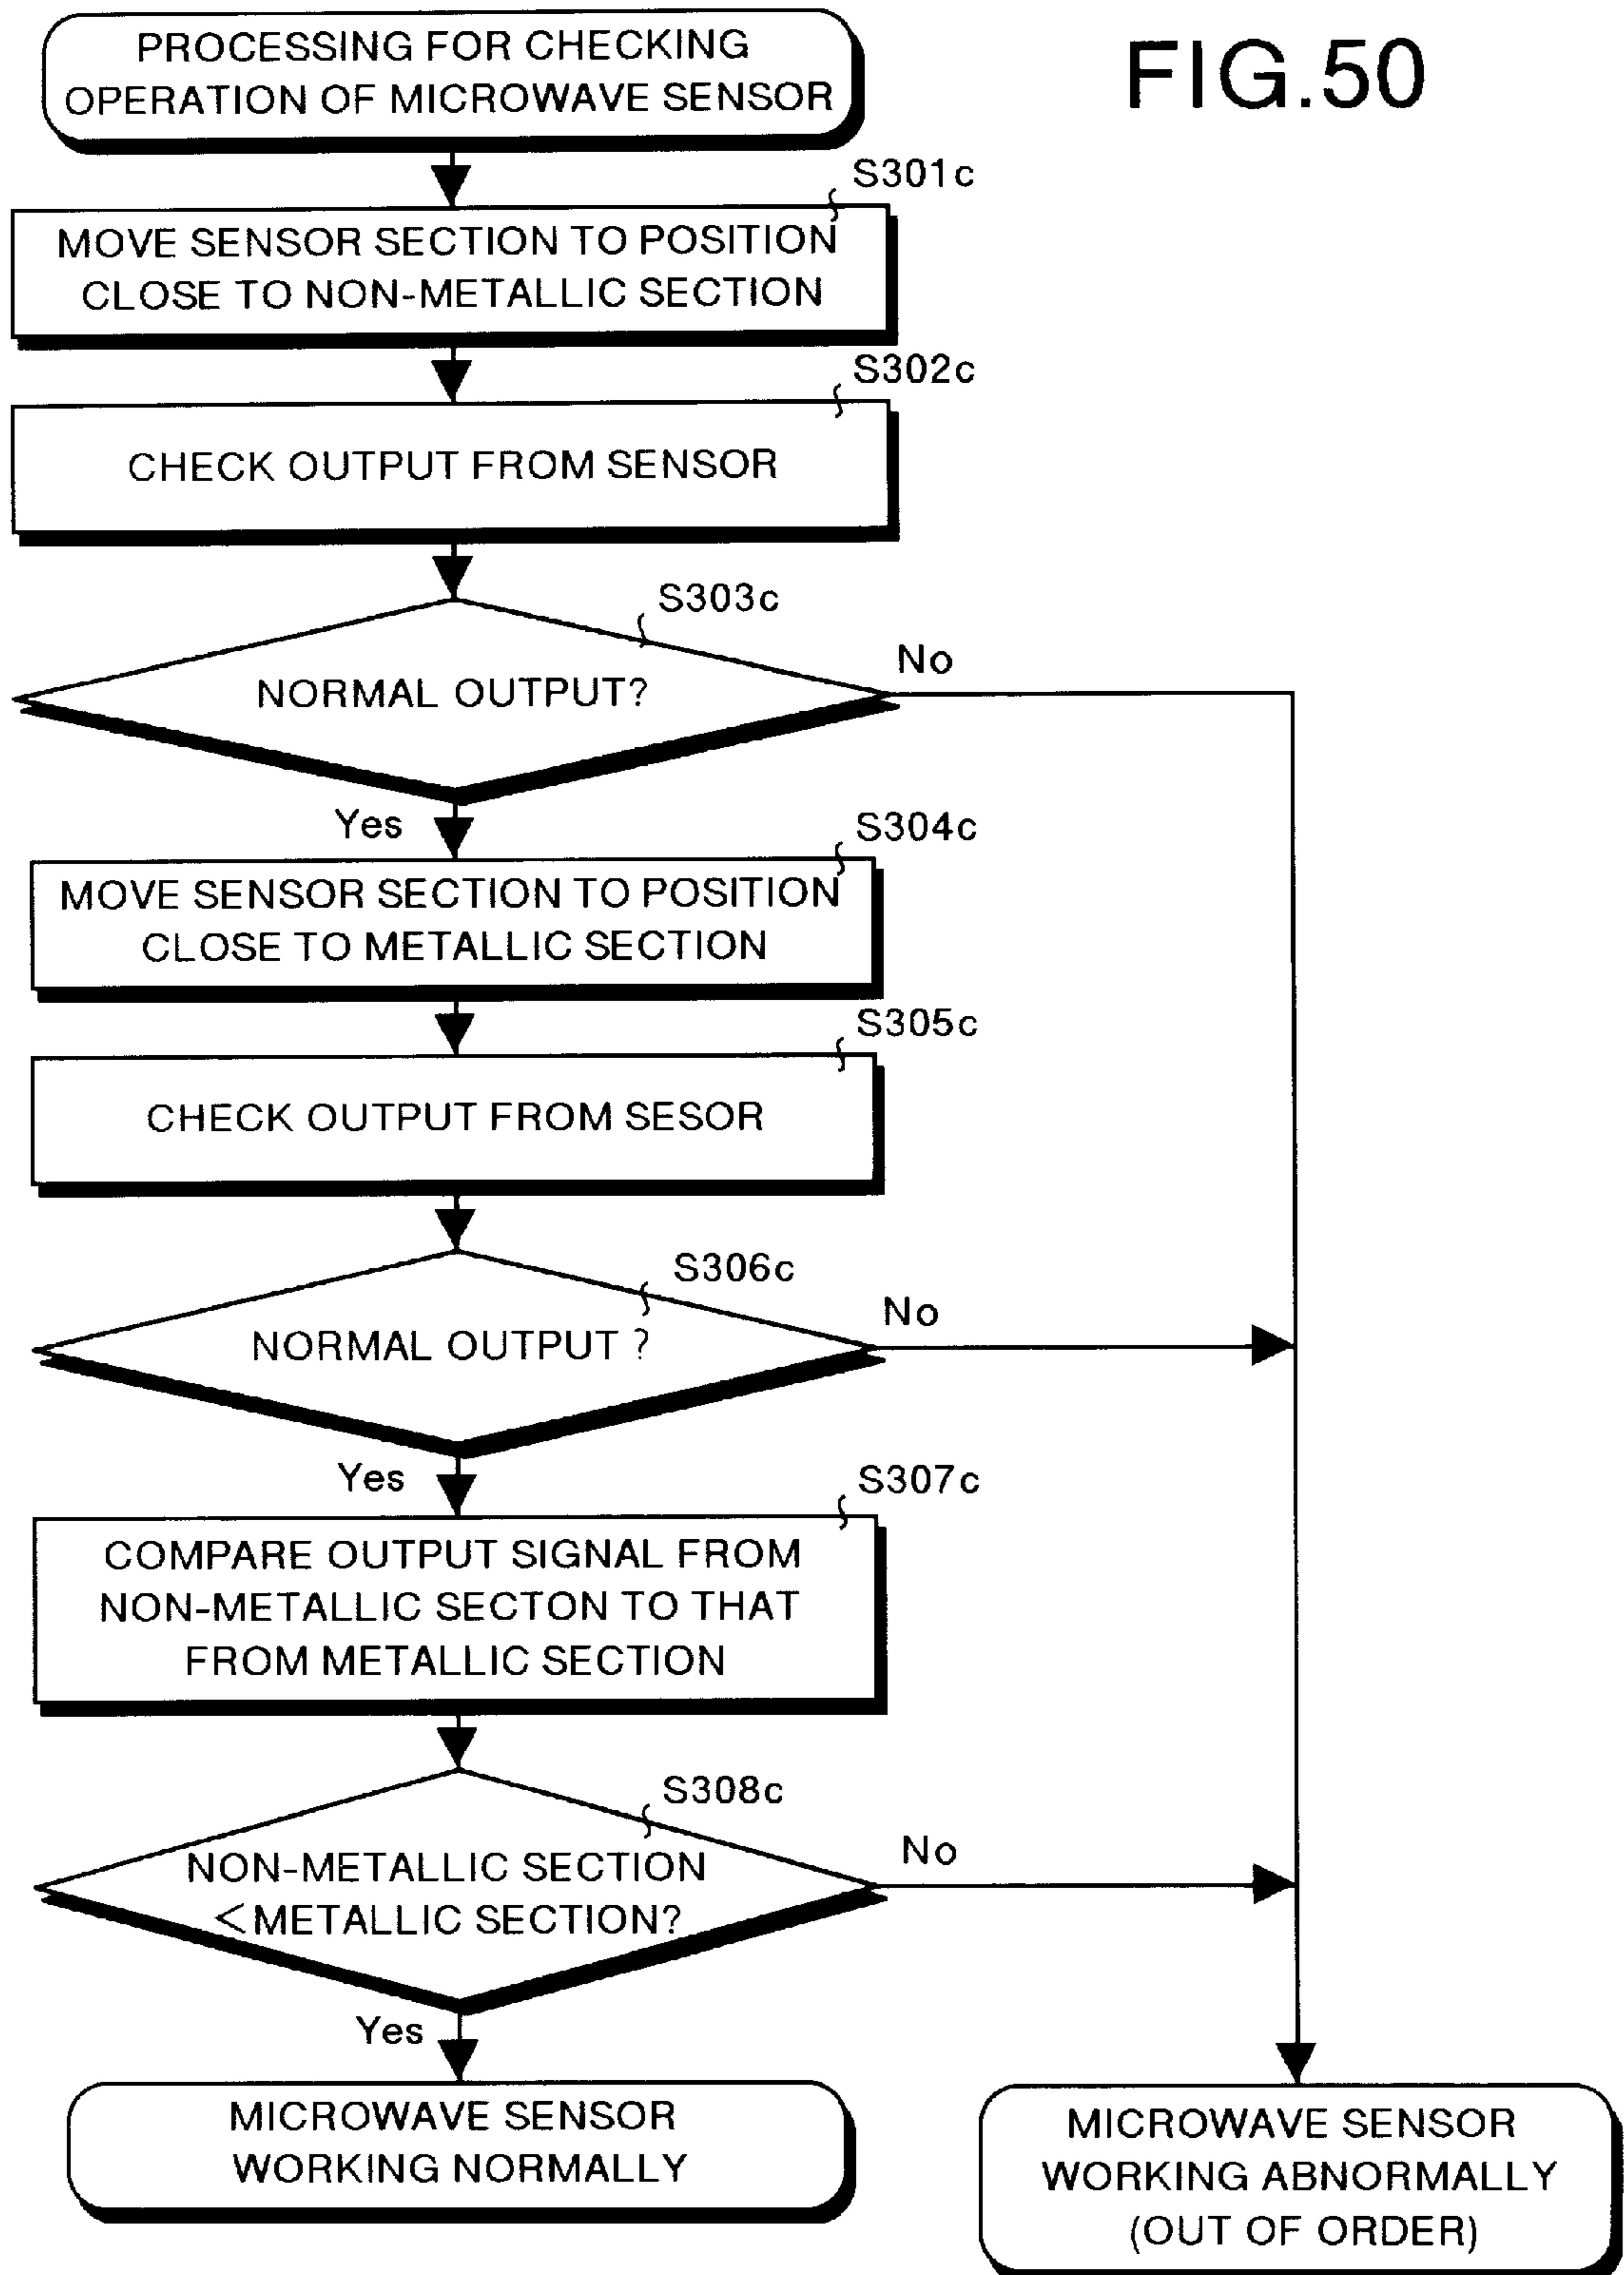 FIG.50
PROCESSING FOR CHECKING
OPERATION OF MICROWAVE SENSOR
S301c
MOVE SENSOR SECTION TO POSITION
CLOSE TO NON-METALLIC SECTION
S302c
CHECK OUTPUT FROM SENSOR
S303c
NORMAL OUTPUT?
No
Yes
S304c
MOVE SENSOR SECTION TO POSITION
CLOSE TO METALLIC SECTION
S305c
CHECK OUTPUT FROM SESOR
S306c
NORMAL OUTPUT ?
No
Yes
S307c
COMPARE OUTPUT SIGNAL FROM
NON-METALLIC SECTON TO THAT
FROM METALLIC SECTION
S308c
NON-METALLIC SECTION
<METALLIC SECTION?
No
Yes
MICROWAVE SENSOR
WORKING NORMALLY
MICROWAVE SENSOR
WORKING ABNORMALLY
(OUT OF ORDER)